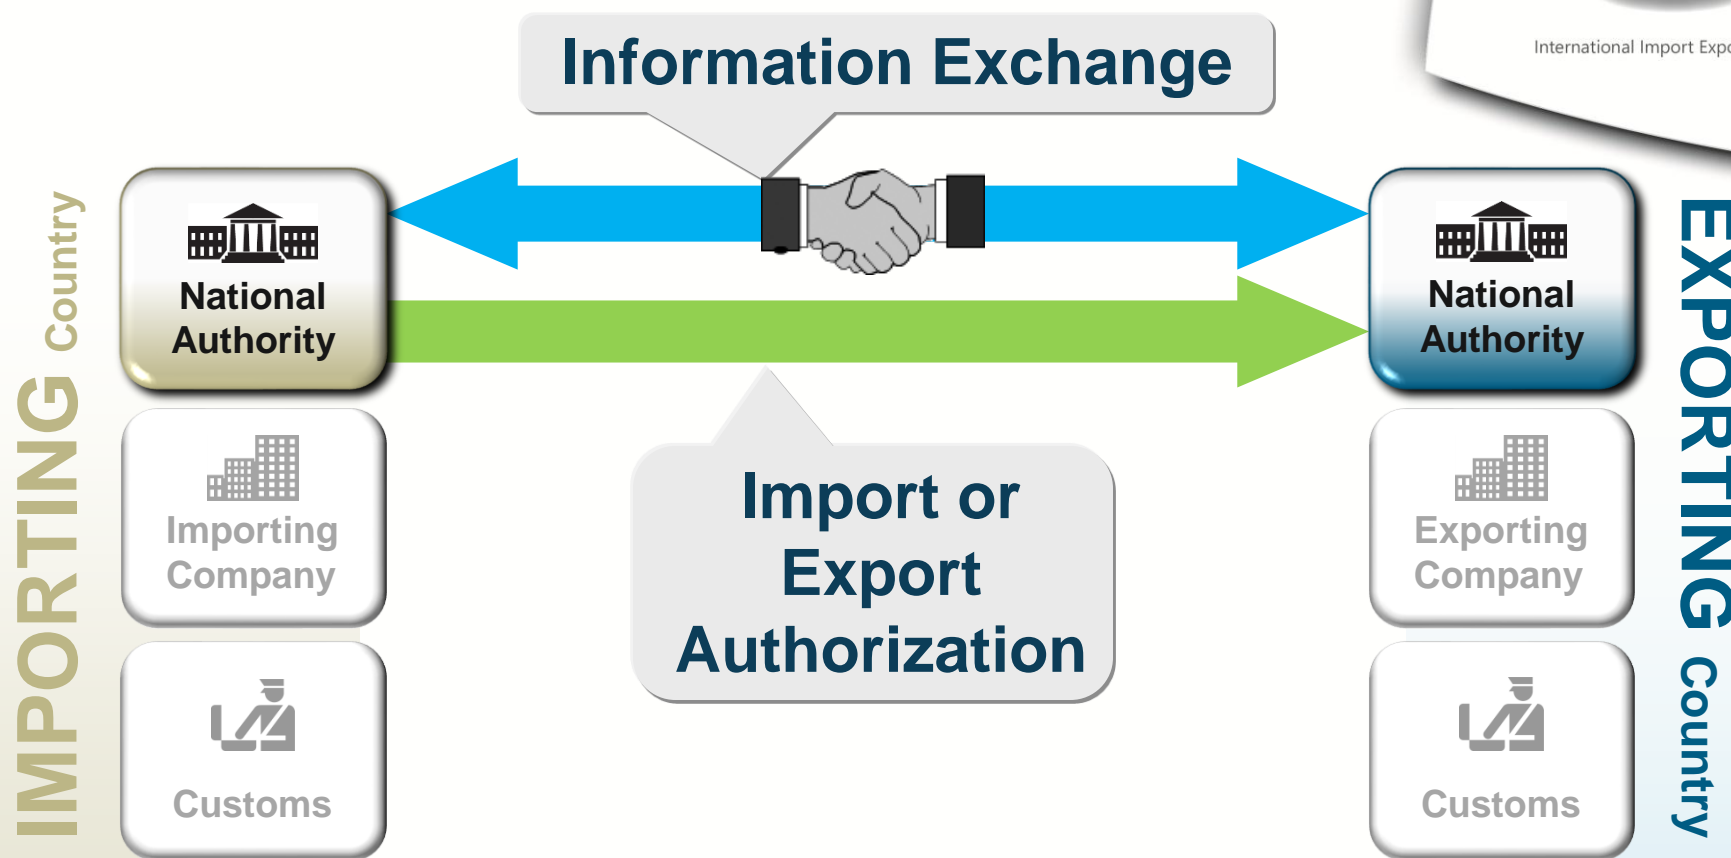 Information Exchange
International Import
IMPORTING Country
National
Authority
National
Authority
EXPORTING Country
Import or
Export
Authorization
Importing
Company
Exporting
Company
Customs
Customs